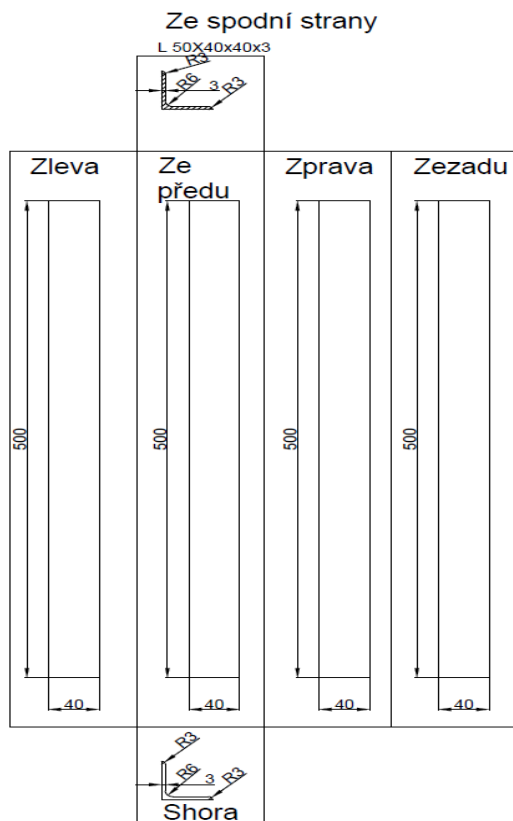 Ze spodní strany
L 50X40x40x3
R3
R6
3
R3
Zleva
Ze
předu
Zprava
Zezadu
500
500
500
500
40
40
40
40
R3
R6
3
R3
Shora